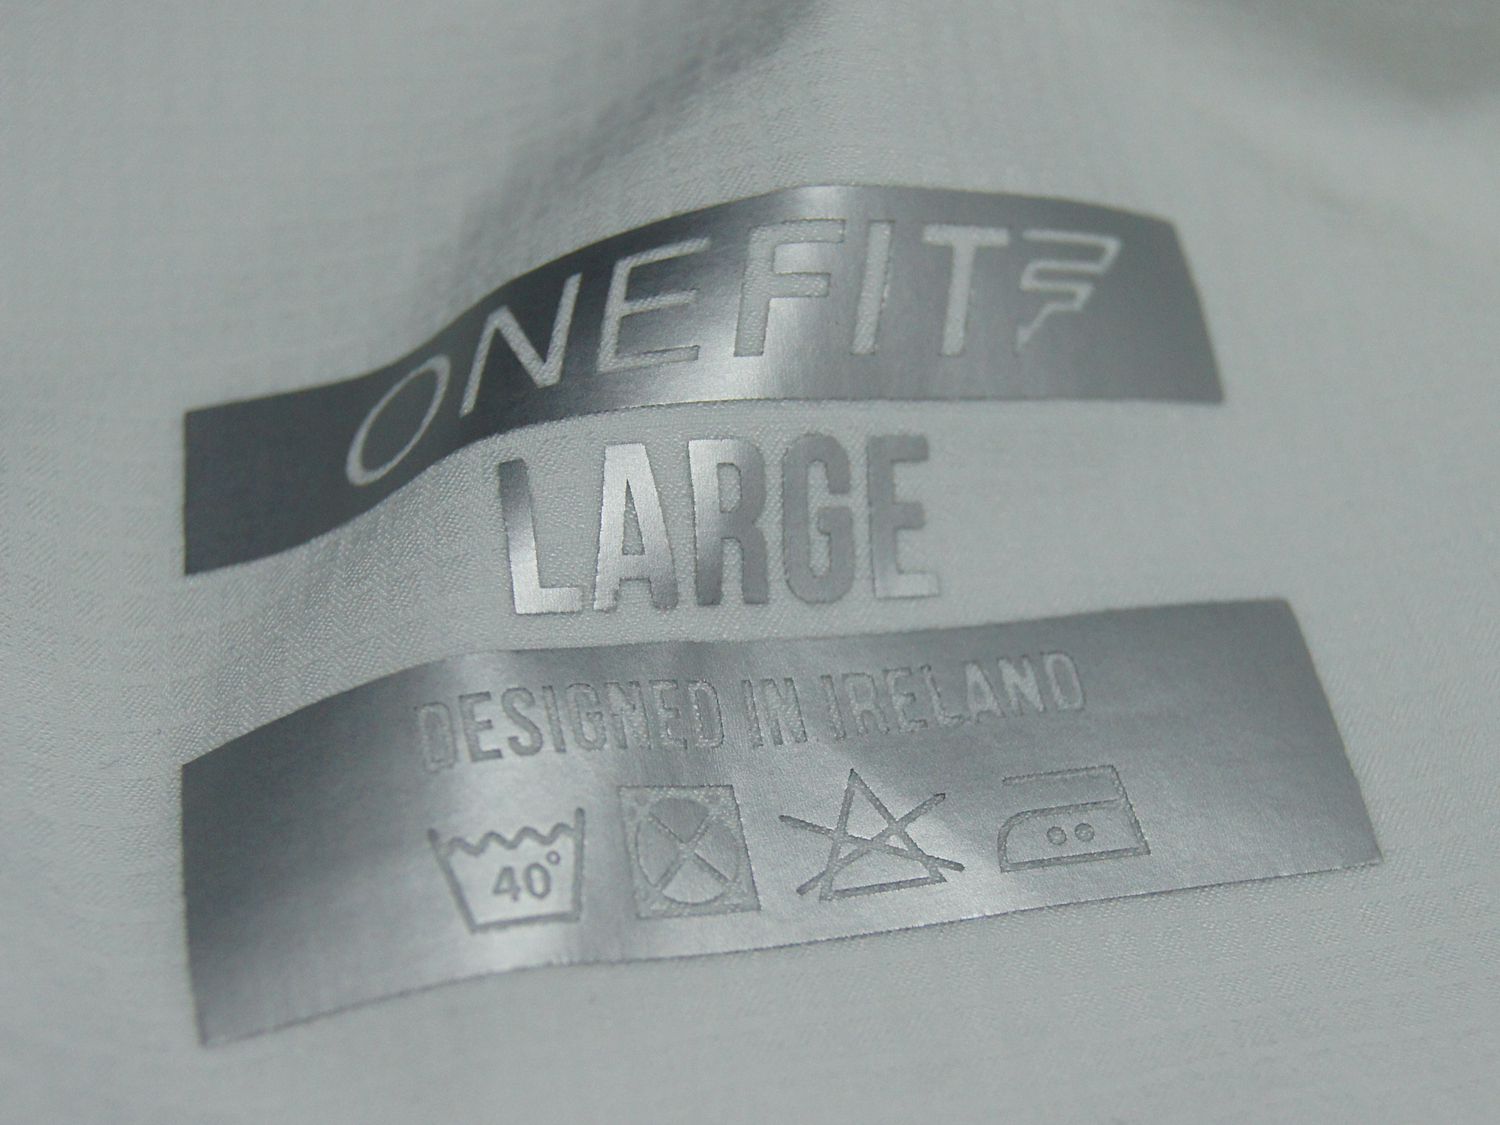 ONEFIT
LARGE
DESIGNED IN IRELAND
40°